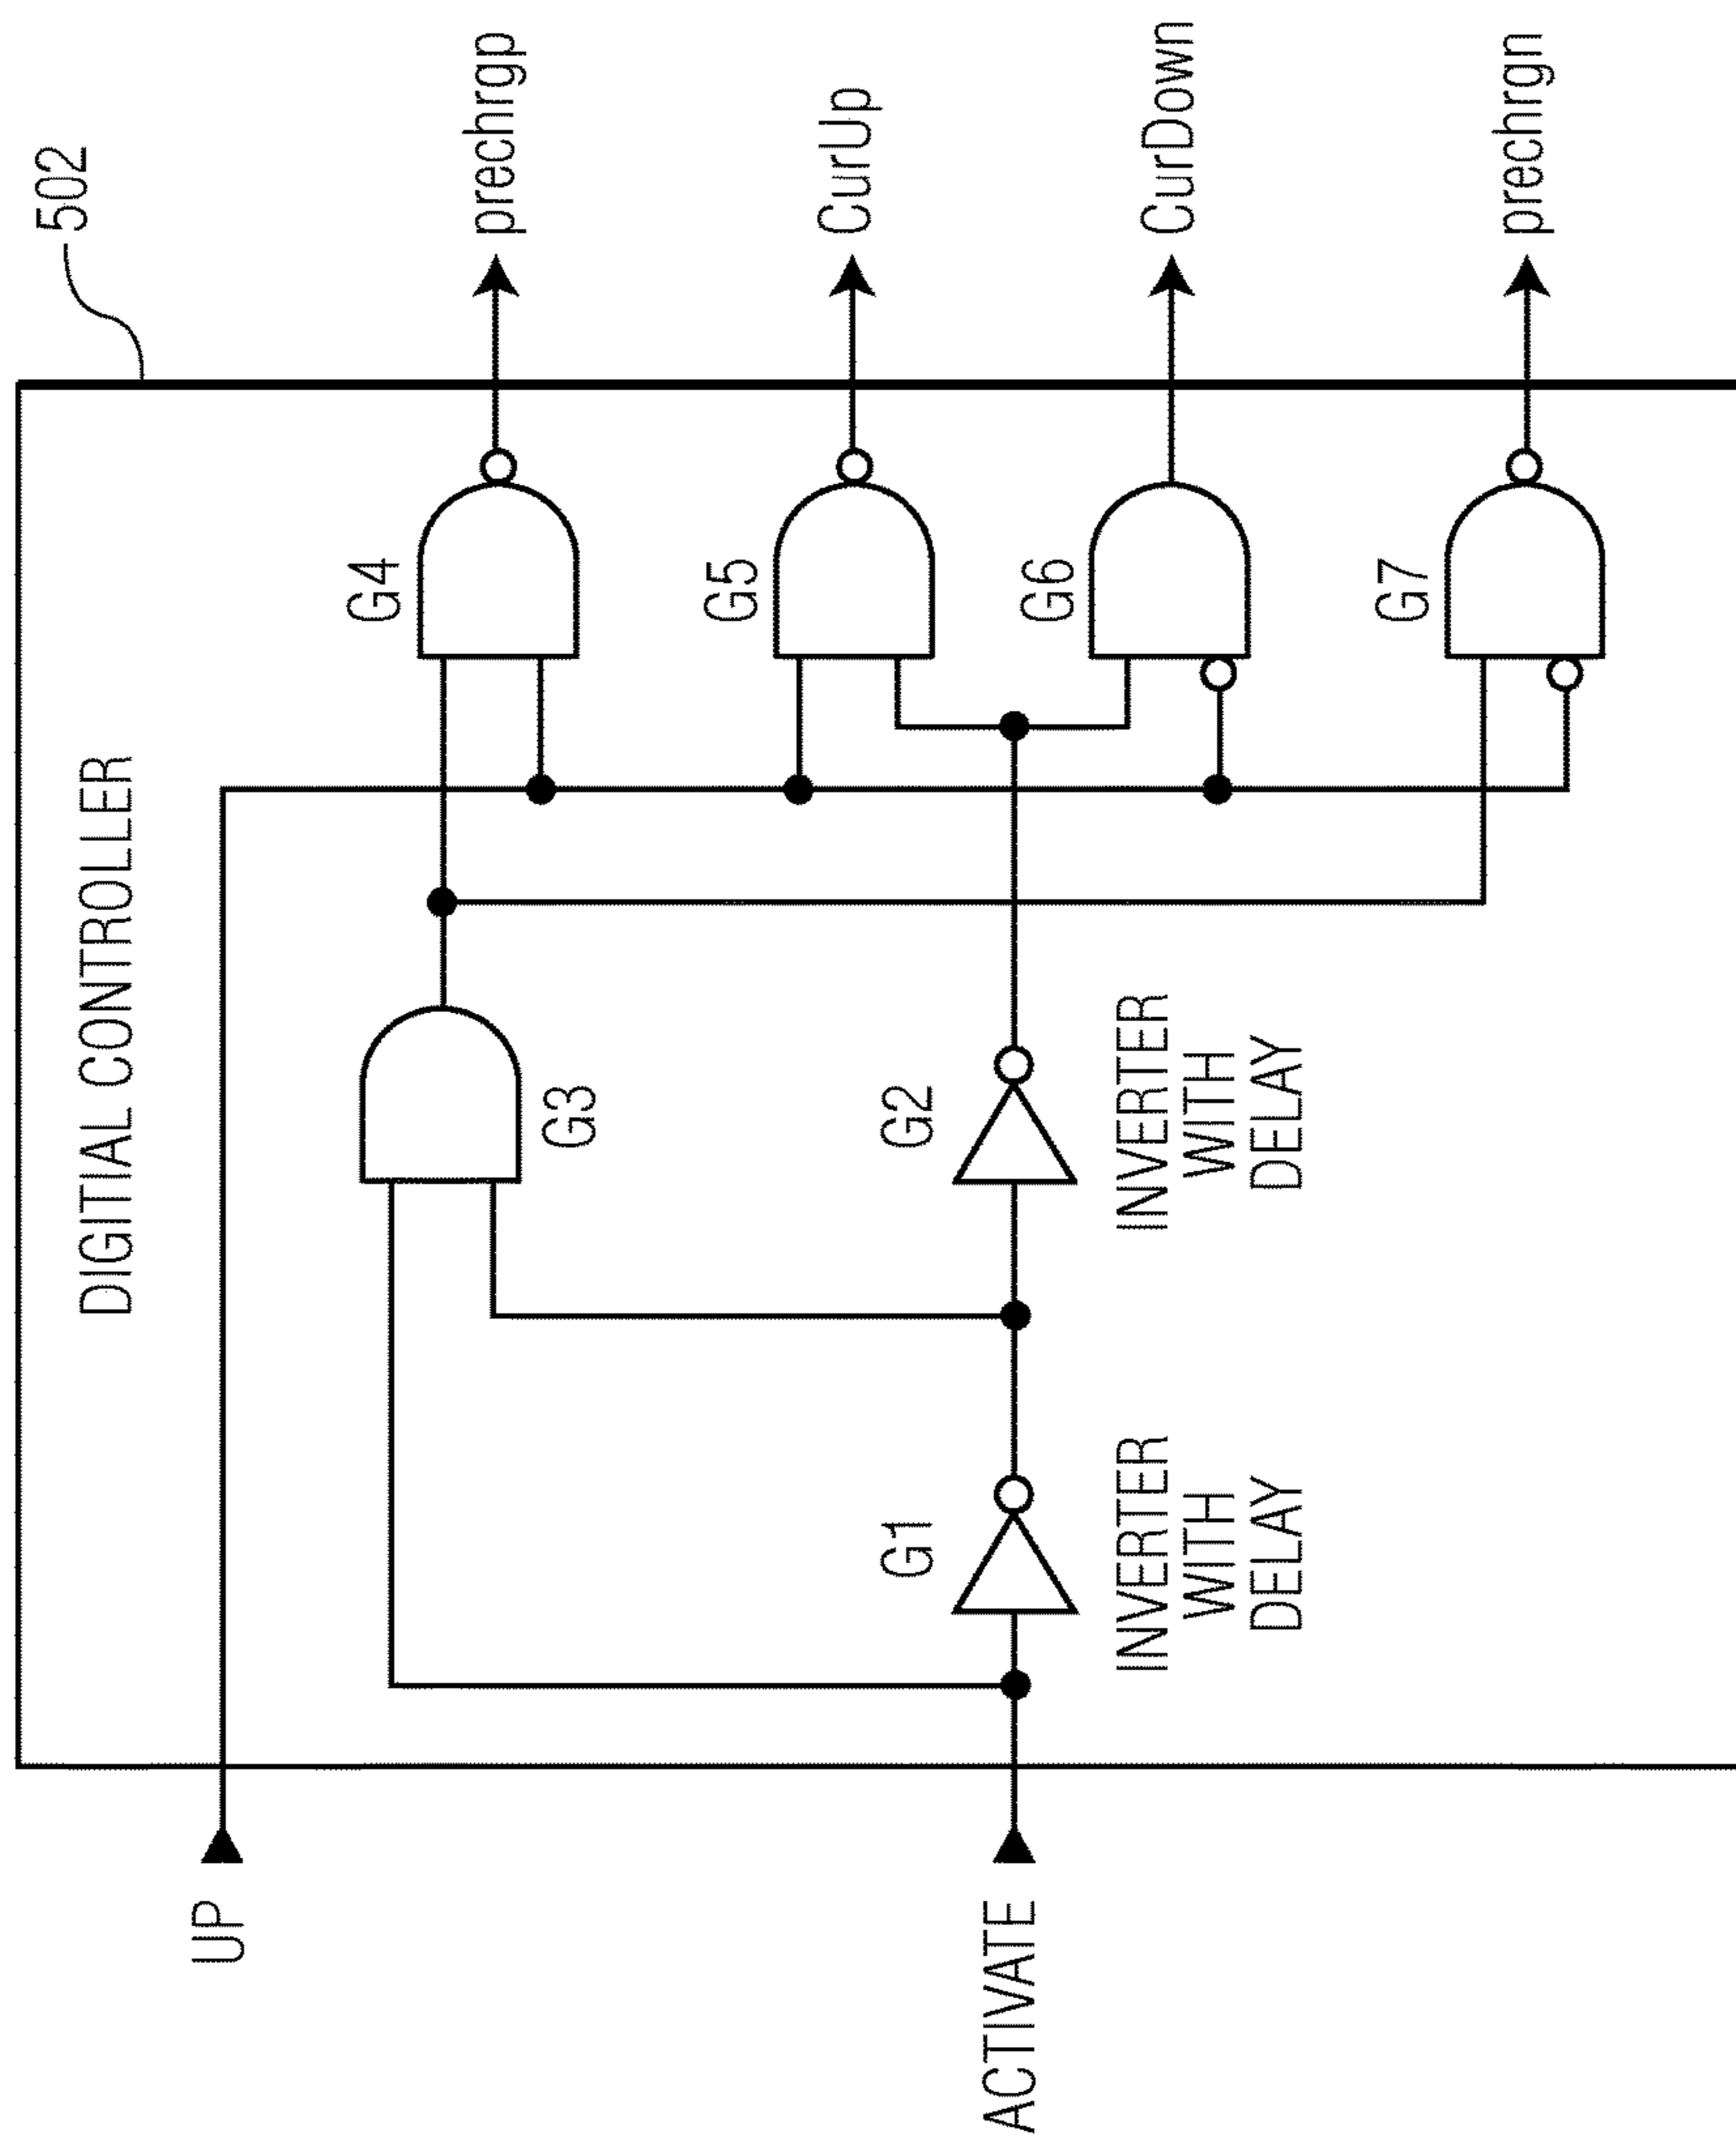 502
DIGITIAL CONTROLLER
UP
ACTIVATE
G3
G1
INVERTER
WITH
DELAY
G2
INVERTER
WITH
DELAY
G4
prechrgp
G5
CurUp
G6
CurDown
G7
prechrgn